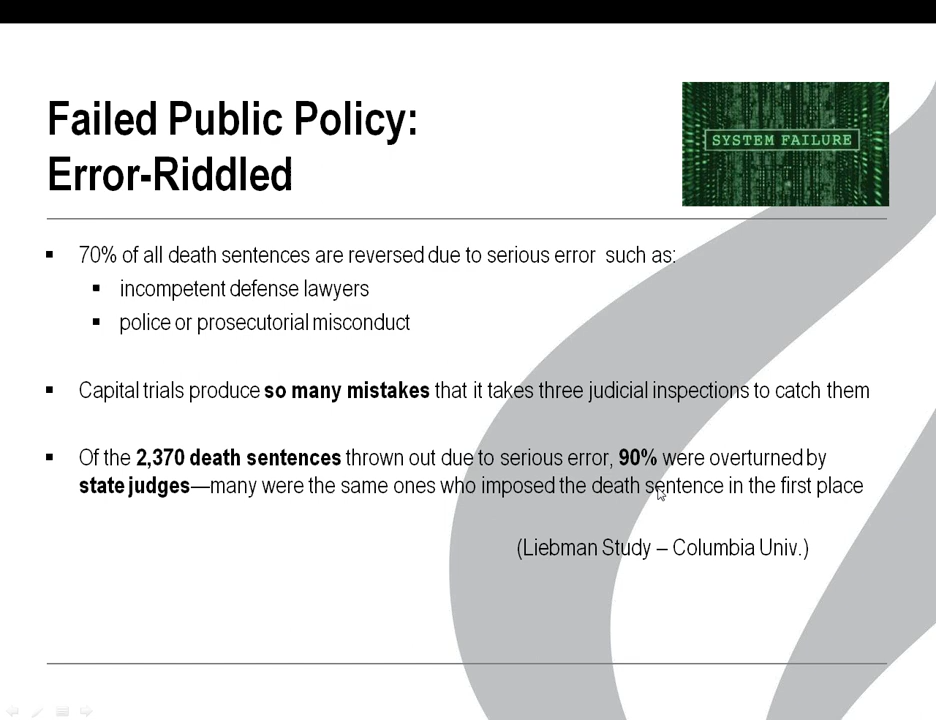 Failed Public Policy:
Error-Riddled
SYSTEM FAILURE
▪ 70% of all death sentences are reversed due to serious error such as:
▪ incompetent defense lawyers
▪ police or prosecutorial misconduct
▪ Capital trials produce so many mistakes that it takes three judicial inspections to catch them
▪ Of the 2,370 death sentences thrown out due to serious error, 90% were overturned by
state judges—many were the same ones who imposed the death sentence in the first place
(Liebman Study – Columbia Univ.)